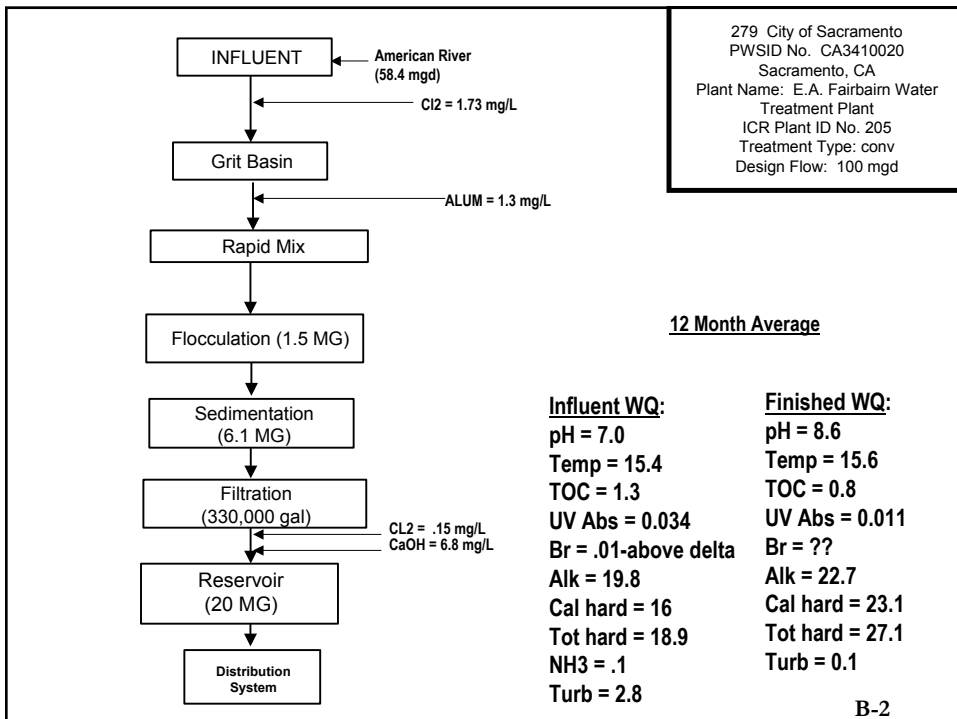 279 City of Sacramento
PWSID No. CA3410020
Sacramento, CA
Plant Name: E.A. Fairbairn Water
Treatment Plant
ICR Plant ID No. 205
Treatment Type: conv
Design Flow: 100 mgd
INFLUENT
American River
(58.4 mgd)
Cl2 = 1.73 mg/L
Grit Basin
ALUM = 1.3 mg/L
Rapid Mix
Flocculation (1.5 MG)
Sedimentation
(6.1 MG)
Filtration
(330,000 gal)
CL2 = .15 mg/L
CaOH = 6.8 mg/L
Reservoir
(20 MG)
Distribution
System
12 Month Average
Influent WQ:
pH = 7.0
Temp = 15.4
TOC = 1.3
UV Abs = 0.034
Br = .01-above delta
Alk = 19.8
Cal hard = 16
Tot hard = 18.9
NH3 = .1
Turb = 2.8
Finished WQ:
pH = 8.6
Temp = 15.6
TOC = 0.8
UV Abs = 0.011
Br = ??
Alk = 22.7
Cal hard = 23.1
Tot hard = 27.1
Turb = 0.1
B-2